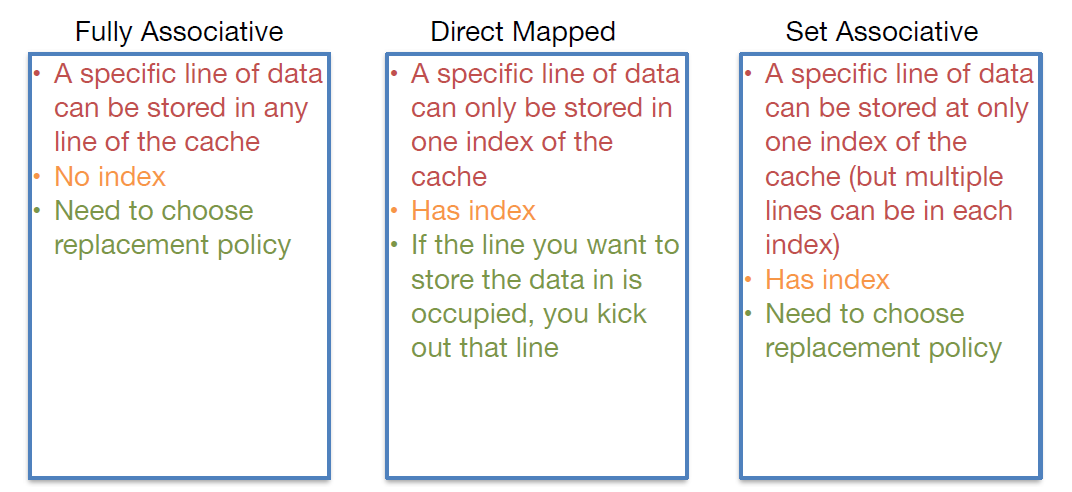 Fully Associative
• A specific line of data
can be stored in any
line of the cache
• No index
• Need to choose
replacement policy
Direct Mapped
• A specific line of data
can only be stored in
one index of the
cache
• Has index
• If the line you want to
store the data in is
occupied, you kick
out that line
Set Associative
• A specific line of data
can be stored at only
one index of the
cache (but multiple
lines can be in each
index)
• Has index
• Need to choose
replacement policy